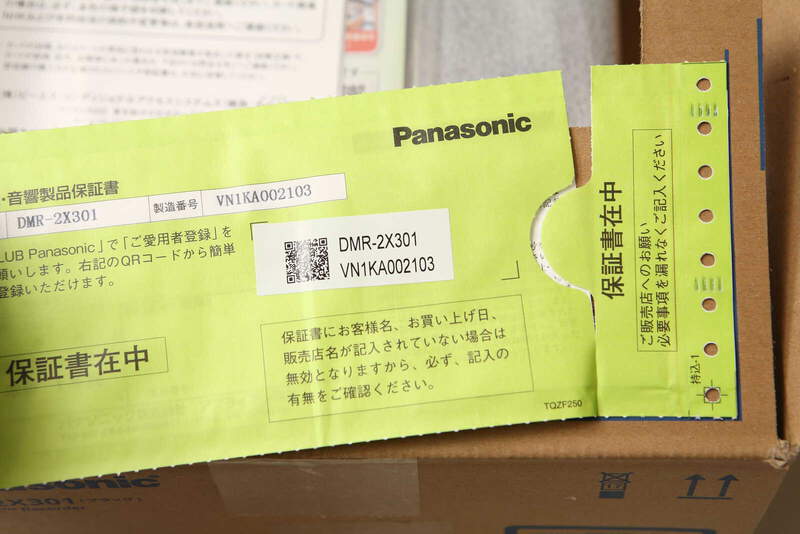 Panasonic
・音響製品保証書
DMR-2X301 製造番号 VN1KA002103
LUB Panasonic」で「ご愛用者登録」を
願いします。右記のQRコードから簡単
登録いただけます。
DMR-2X301
VN1KA002103
保証書在中
保証書にお客様名、お買い上げ日、
販売店名が記入されていない場合は
無効となりますから、必ず、記入の
有無をご確認ください。
TQZF250
保証書在中
ご販売店へのお願い
必要事項を漏れなくご記入ください
持込-1
Panasonic
2X301(ブラック)
Recorder